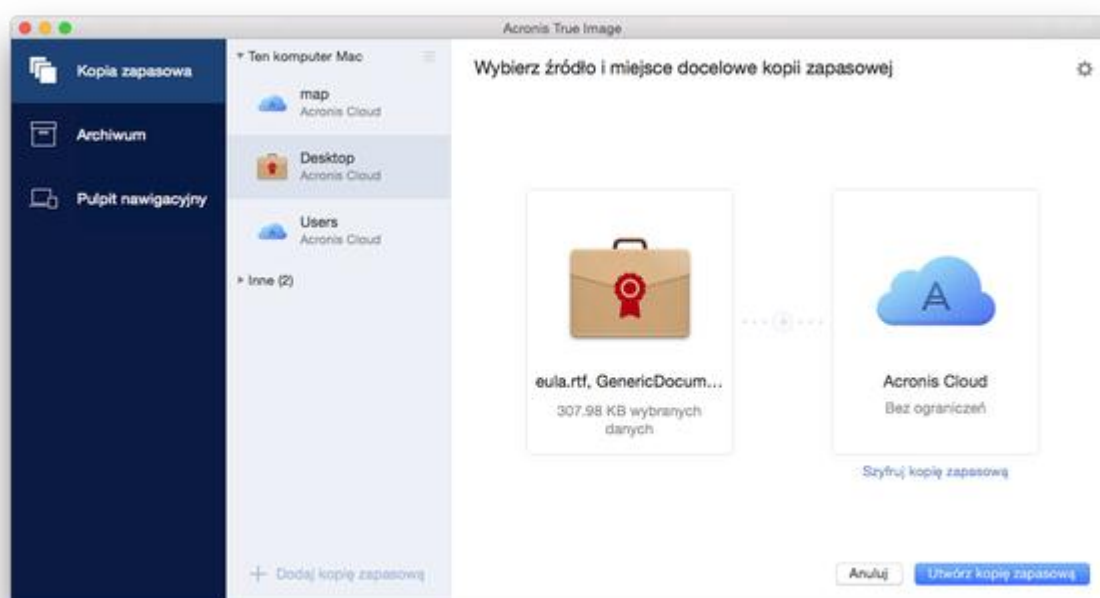 Acronis True Image
Kopia zapasowa
Archiwum
Pulpit nawigacyjny
Ten komputer Mac
map
Acronis Cloud
Desktop
Acronis Cloud
Users
Acronis Cloud
Inne (2)
Dodaj kopię zapasową
Wybierz źródło i miejsce docelowe kopii zapasowej
eula.rtf, GenericDocum...
307.98 KB wybranych
danych
Acronis Cloud
Bez ograniczeń
Szyfruj kopię zapasową
Anuluj
Utwórz kopię zapasową